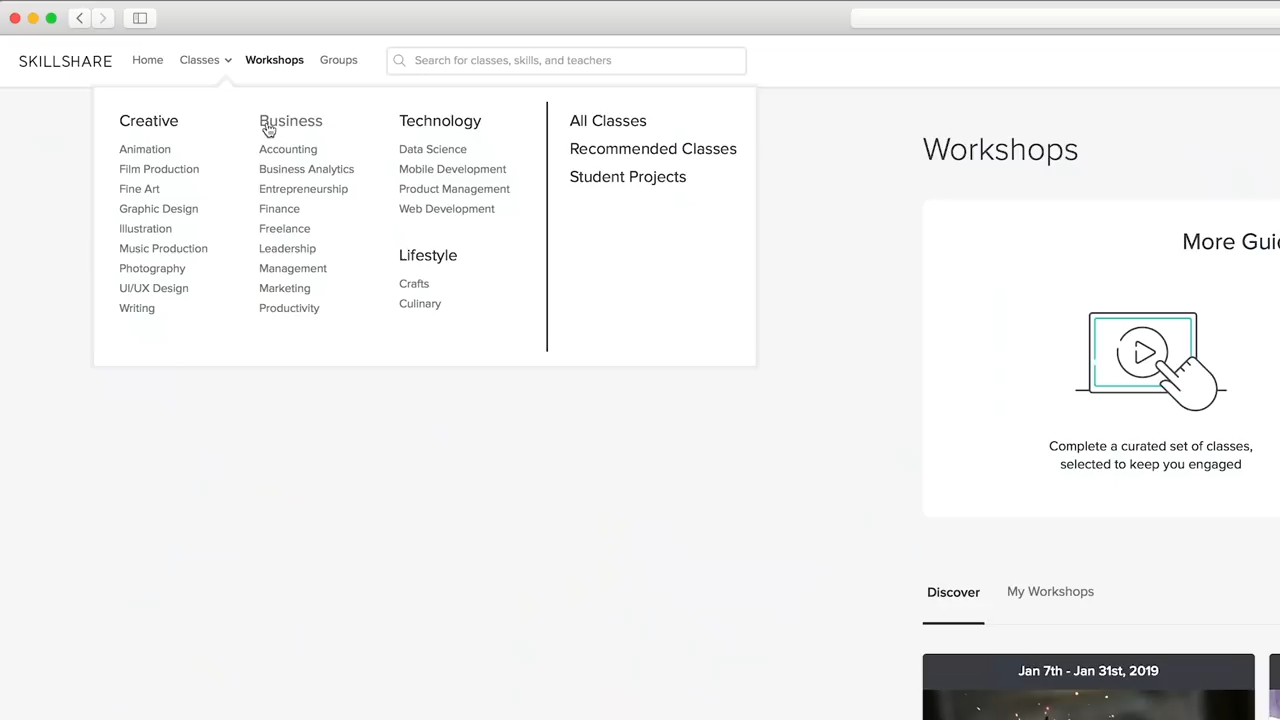 SKILLSHARE Home Classes Workshops Groups Search for classes, skills, and teachers
Creative
Animation
Film Production
Fine Art
Graphic Design
Illustration
Music Production
Photography
UI/UX Design
Writing
Business
Accounting
Business Analytics
Entrepreneurship
Finance
Freelance
Leadership
Management
Marketing
Productivity
Technology
Data Science
Mobile Development
Product Management
Web Development
Lifestyle
Crafts
Culinary
All Classes
Recommended Classes
Student Projects
Workshops
More
Complete a curated set of classes,
selected to keep you engaged
Discover My Workshops
Jan 7th - Jan 31st, 2019